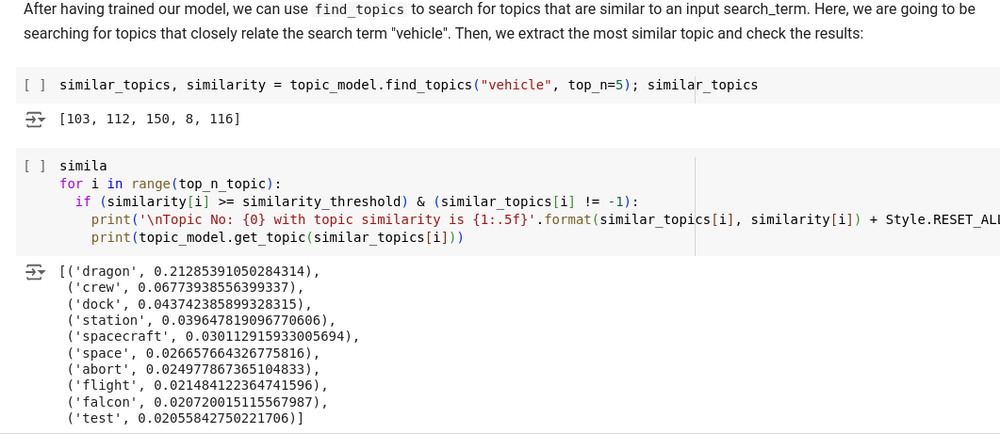 After having trained our model, we can use find_topics to search for topics that are similar to an input search_term. Here, we are going to be
searching for topics that closely relate the search term "vehicle". Then, we extract the most similar topic and check the results:
[ ] similar_topics, similarity = topic_model.find_topics("vehicle", top_n=5); similar_topics
[103, 112, 150, 8, 116]
[ ] simila
for i in range(top_n_topic):
  if (similarity[i] >= similarity_threshold) & (similar_topics[i] != -1):
    print('\nTopic No: {0} with topic similarity is {1:.5f}'.format(similar_topics[i], similarity[i]) + Style.RESET_ALL
    print(topic_model.get_topic(similar_topics[i]))
[('dragon', 0.21285391050284314),
 ('crew', 0.06773938556399337),
 ('dock', 0.043742385899328315),
 ('station', 0.039647819096770606),
 ('spacecraft', 0.030112915933005694),
 ('space', 0.026657664326775816),
 ('abort', 0.024977867365104833),
 ('flight', 0.021484122364741596),
 ('falcon', 0.020720015115567987),
 ('test', 0.02055842750221706)]